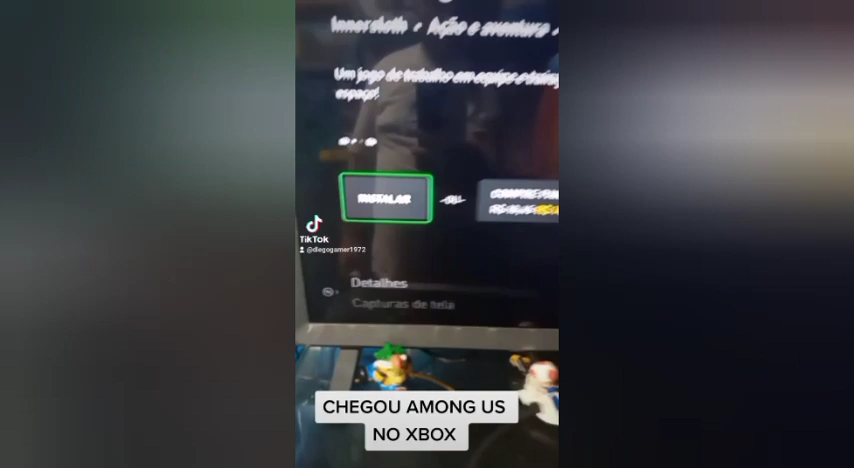 Innersloth • Ação e aventura •
Um jogo de trabalho em equipe e
espaço!
INSTALAR
OU
TikTok
@diegogamer1972
Detalhes
Capturas de tela
CHEGOU AMONG US
NO XBOX